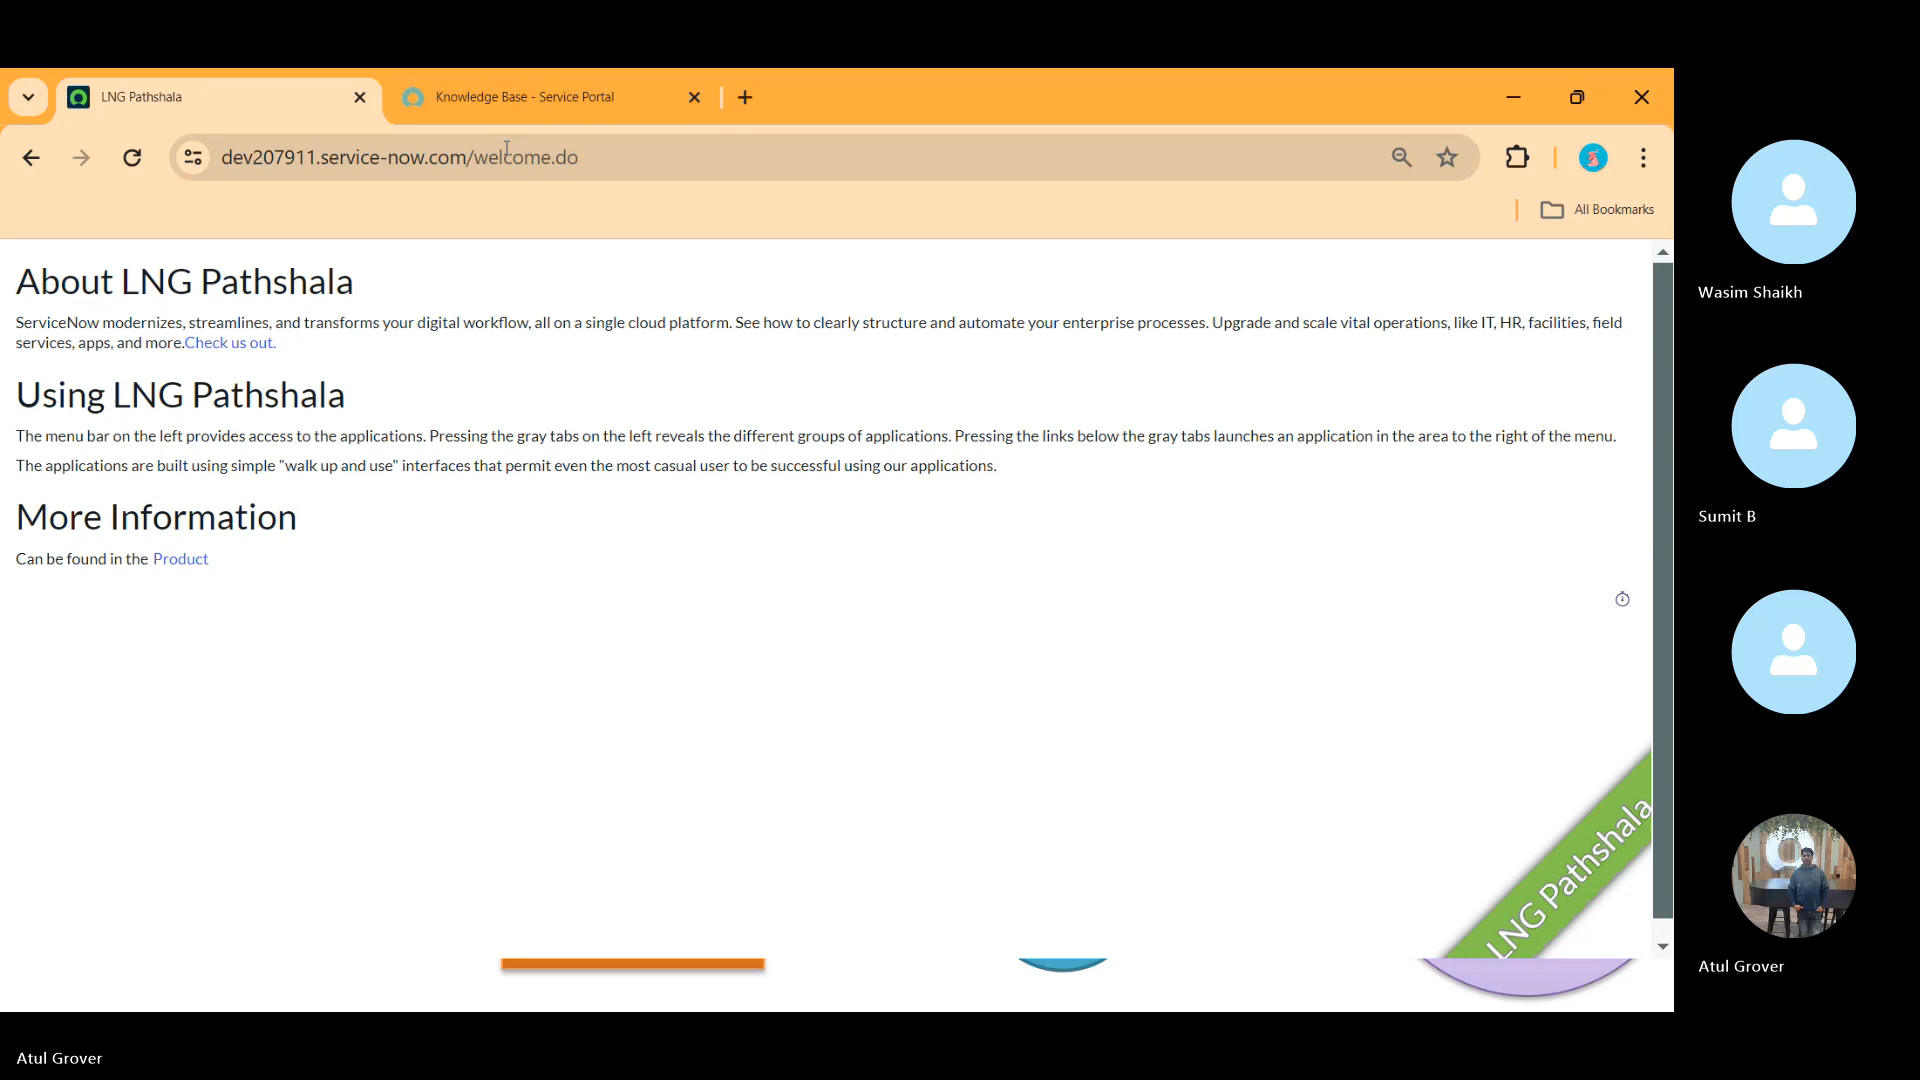 LNG Pathshala
Knowledge Base - Service Portal
dev207911.service-now.com/welcome.do
All Bookmarks
About LNG Pathshala
ServiceNow modernizes, streamlines, and transforms your digital workflow, all on a single cloud platform. See how to clearly structure and automate your enterprise processes. Upgrade and scale vital operations, like IT, HR, facilities, field
services, apps, and more.Check us out.
Using LNG Pathshala
The menu bar on the left provides access to the applications. Pressing the gray tabs on the left reveals the different groups of applications. Pressing the links below the gray tabs launches an application in the area to the right of the menu.
The applications are built using simple "walk up and use" interfaces that permit even the most casual user to be successful using our applications.
More Information
Can be found in the Product
LNG Pathshala
Wasim Shaikh
Sumit B
Atul Grover
Atul Grover